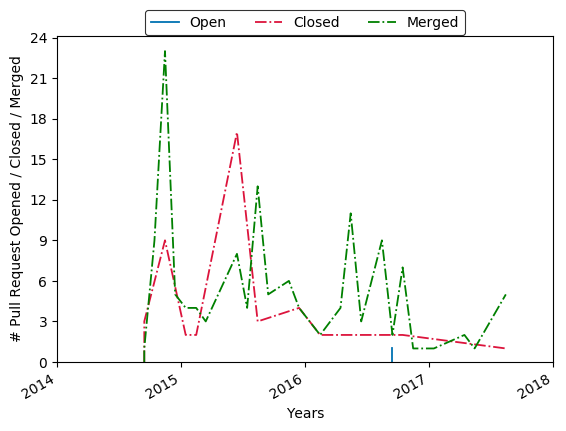 Open Closed Merged
# Pull Request Opened / Closed / Merged
24
21
18
15
12
9
6
3
0
2014 2015 2016 2017 2018
Years